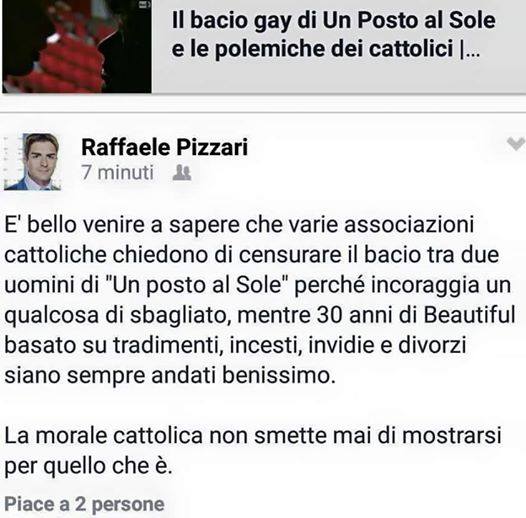 Il bacio gay di Un Posto al Sole
e le polemiche dei cattolici |...
Raffaele Pizzari
7 minuti
E' bello venire a sapere che varie associazioni
cattoliche chiedono di censurare il bacio tra due
uomini di "Un posto al Sole" perché incoraggia un
qualcosa di sbagliato, mentre 30 anni di Beautiful
basato su tradimenti, incesti, invidie e divorzi
siano sempre andati benissimo.
La morale cattolica non smette mai di mostrarsi
per quello che è.
Piace a 2 persone